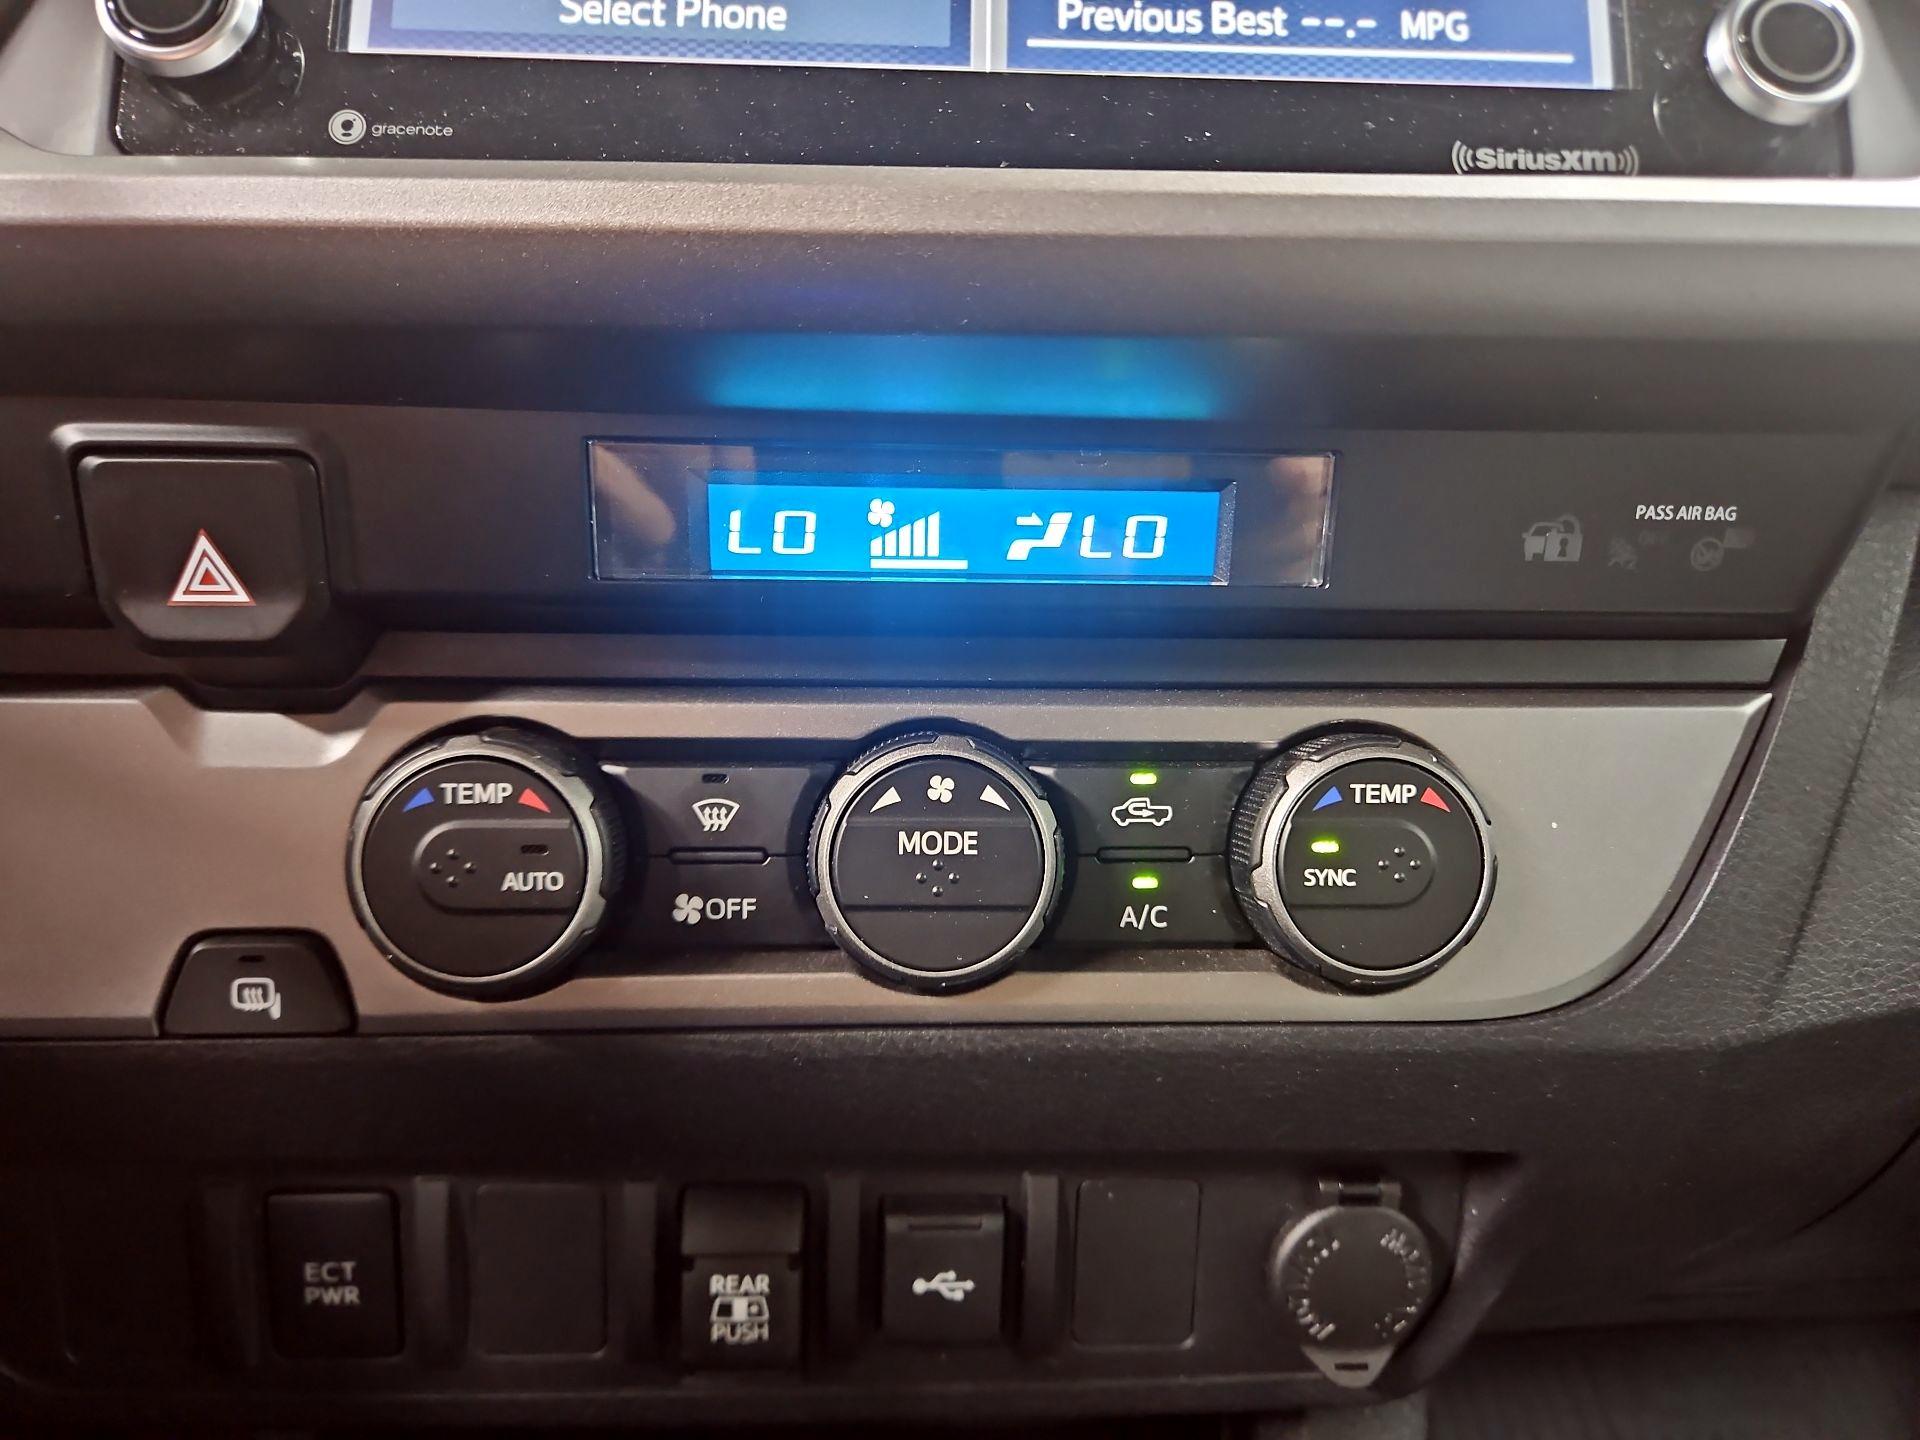 Select Phone
Previous Best --.- MPG
gracenote
SiriusXM
LO
LO
PASS AIR BAG
TEMP
AUTO
OFF
MODE
A/C
TEMP
SYNC
ECT
PWR
REAR
PUSH